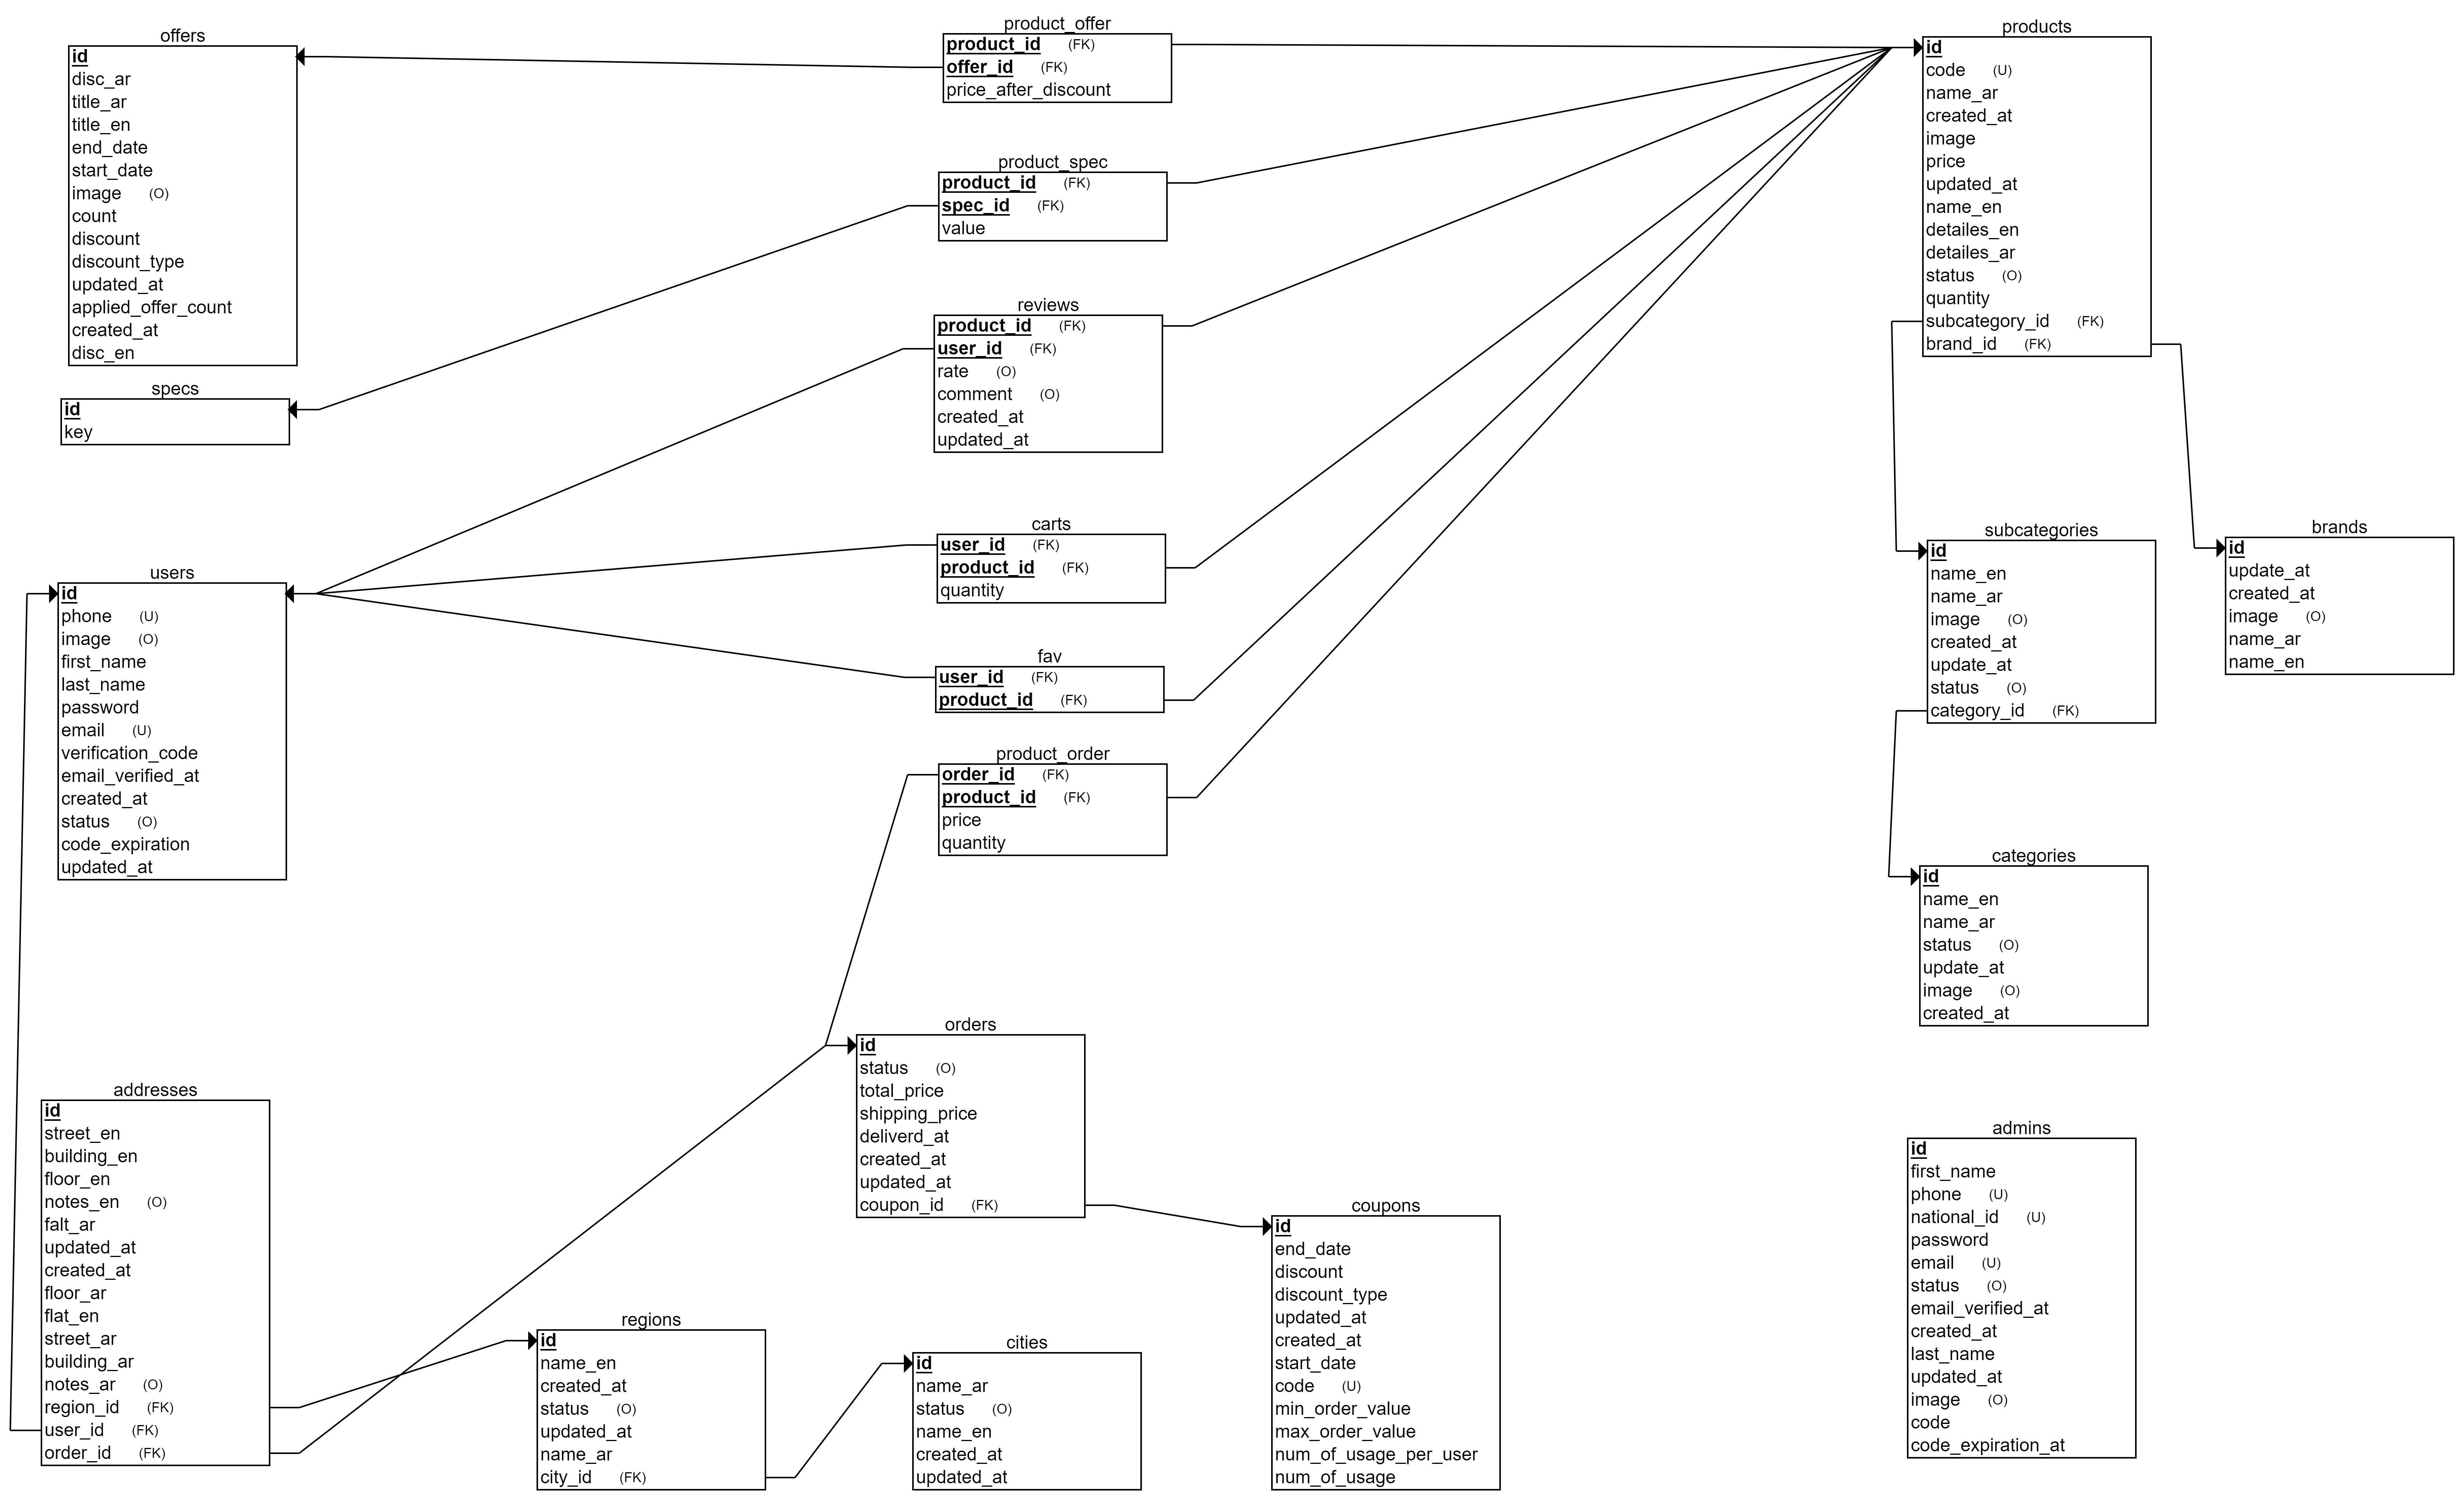 offers
id
disc_ar
title_ar
title_en
end_date
start_date
image (O)
count
discount
discount_type
updated_at
applied_offer_count
created_at
disc_en
specs
id
key
users
id
phone (U)
image (O)
first_name
last_name
password
email (U)
verification_code
email_verified_at
created_at
status (O)
code_expiration
updated_at
addresses
id
street_en
building_en
floor_en
notes_en (O)
falt_ar
updated_at
created_at
floor_ar
flat_en
street_ar
building_ar
notes_ar (O)
region_id (FK)
user_id (FK)
order_id (FK)
product_offer
product_id (FK)
offer_id (FK)
price_after_discount
product_spec
product_id (FK)
spec_id (FK)
value
reviews
product_id (FK)
user_id (FK)
rate (O)
comment (O)
created_at
updated_at
carts
user_id (FK)
product_id (FK)
quantity
fav
user_id (FK)
product_id (FK)
product_order
order_id (FK)
product_id (FK)
price
quantity
orders
id
status (O)
total_price
shipping_price
deliverd_at
created_at
updated_at
coupon_id (FK)
regions
id
name_en
created_at
status (O)
updated_at
name_ar
city_id (FK)
cities
id
name_ar
status (O)
name_en
created_at
updated_at
coupons
id
end_date
discount
discount_type
updated_at
created_at
start_date
code (U)
min_order_value
max_order_value
num_of_usage_per_user
num_of_usage
products
id
code (U)
name_ar
created_at
image
price
updated_at
name_en
detailes_en
detailes_ar
status (O)
quantity
subcategory_id (FK)
brand_id (FK)
subcategories
id
name_en
name_ar
image (O)
created_at
update_at
status (O)
category_id (FK)
brands
id
update_at
created_at
image (O)
name_ar
name_en
categories
id
name_en
name_ar
status (O)
update_at
image (O)
created_at
admins
id
first_name
phone (U)
national_id (U)
password
email (U)
status (O)
email_verified_at
created_at
last_name
updated_at
image (O)
code
code_expiration_at